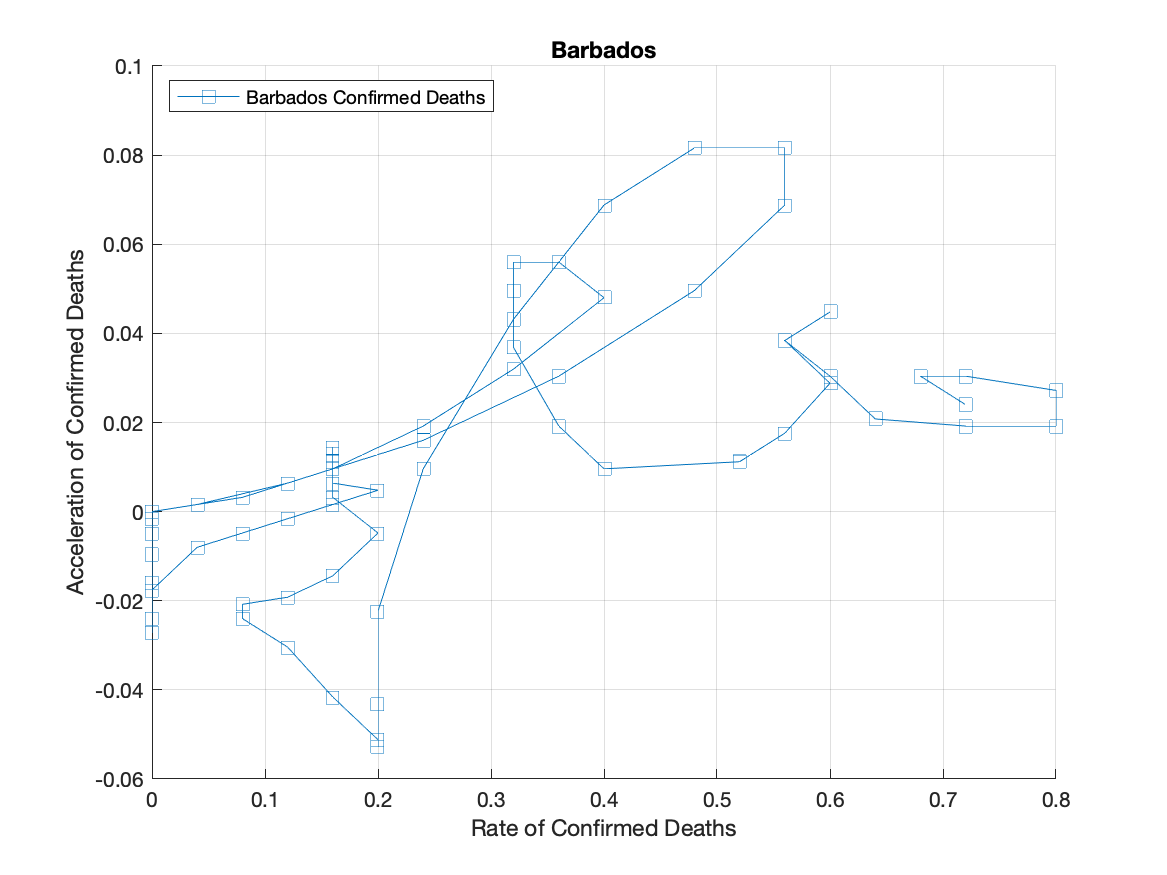 Barbados
Barbados Confirmed Deaths
0.1
0.08
0.06
0.04
0.02
0
-0.02
-0.04
-0.06
Acceleration of Confirmed Deaths
0 0.1 0.2 0.3 0.4 0.5 0.6 0.7 0.8
Rate of Confirmed Deaths